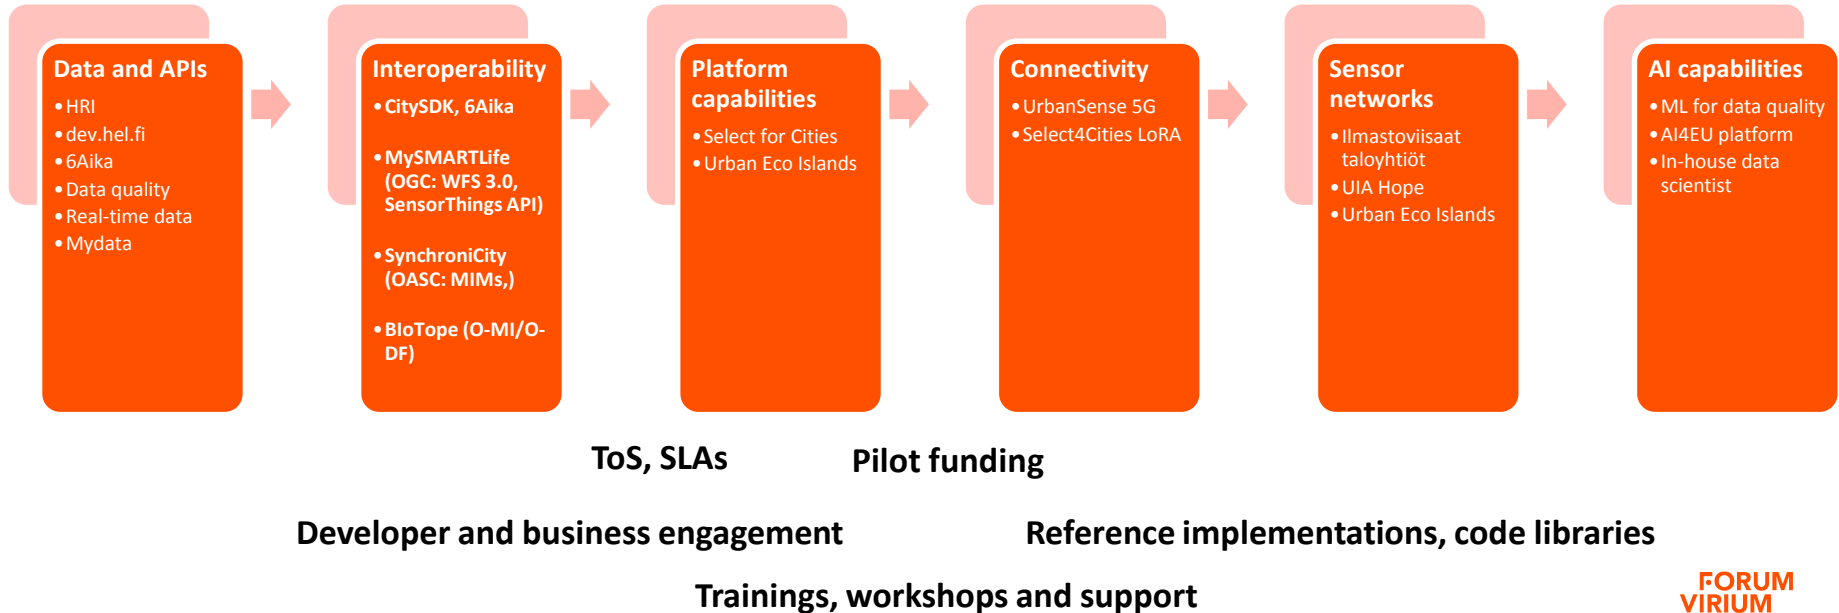 Data and APIs
•HRI
•dev.hel.fi
•6Aika
•Data quality
•Real-time data
•Mydata
Interoperability
•CitySDK, 6Aika
•MySMARTLife
(OGC: WFS 3.0,
SensorThings API)
•SynchroniCity
(OASC: MIMs,)
•BIoTope (O-MI/O-
DF)
Platform
capabilities
•Select for Cities
•Urban Eco Islands
Connectivity
•UrbanSense 5G
•Select4Cities LoRA
Sensor
networks
•Ilmastoviisaat
taloyhtiöt
•UIA Hope
•Urban Eco Islands
AI capabilities
•ML for data quality
•AI4EU platform
•In-house data
scientist
ToS, SLAs
Pilot funding
Developer and business engagement
Reference implementations, code libraries
Trainings, workshops and support
FORUM
VIRIUM